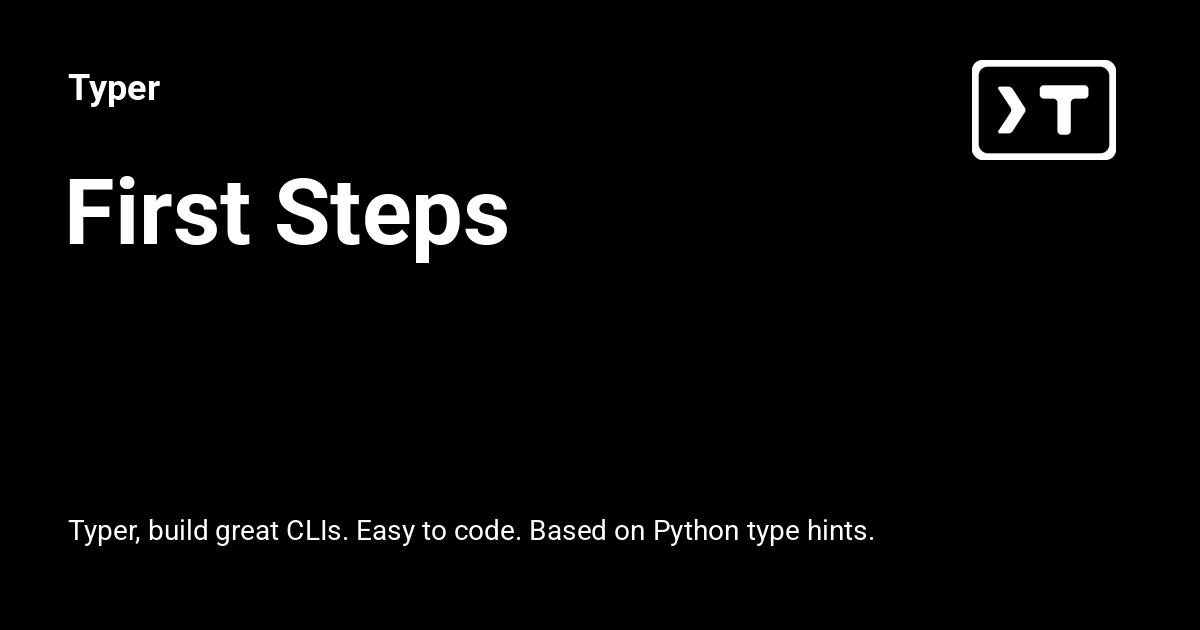 Typer
❯ T
First Steps
Typer, build great CLIs. Easy to code. Based on Python type hints.